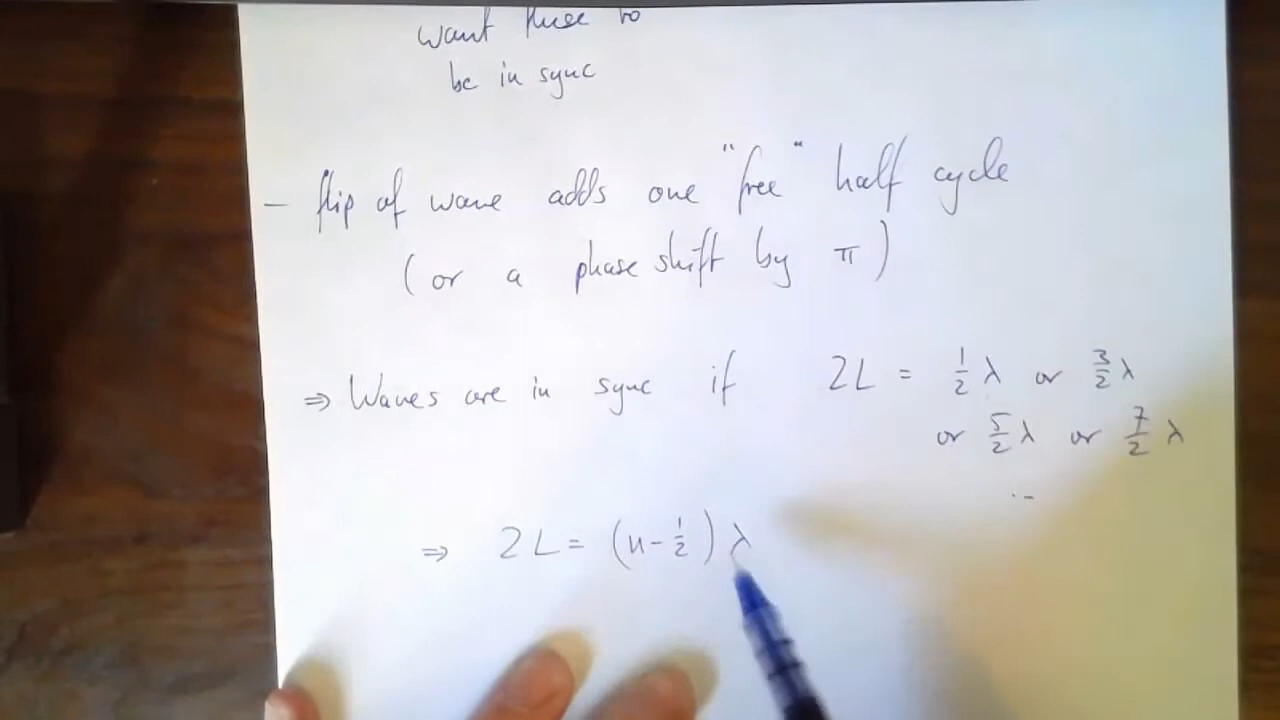 want these to
be in sync
- flip of wave adds one "free" half cycle
(or a phase shift by π)
⇒ Waves are in sync if 2L = 1/2 λ or 3/2 λ
or 5/2 λ or 7/2 λ
...
⇒ 2L = (n - 1/2) λ